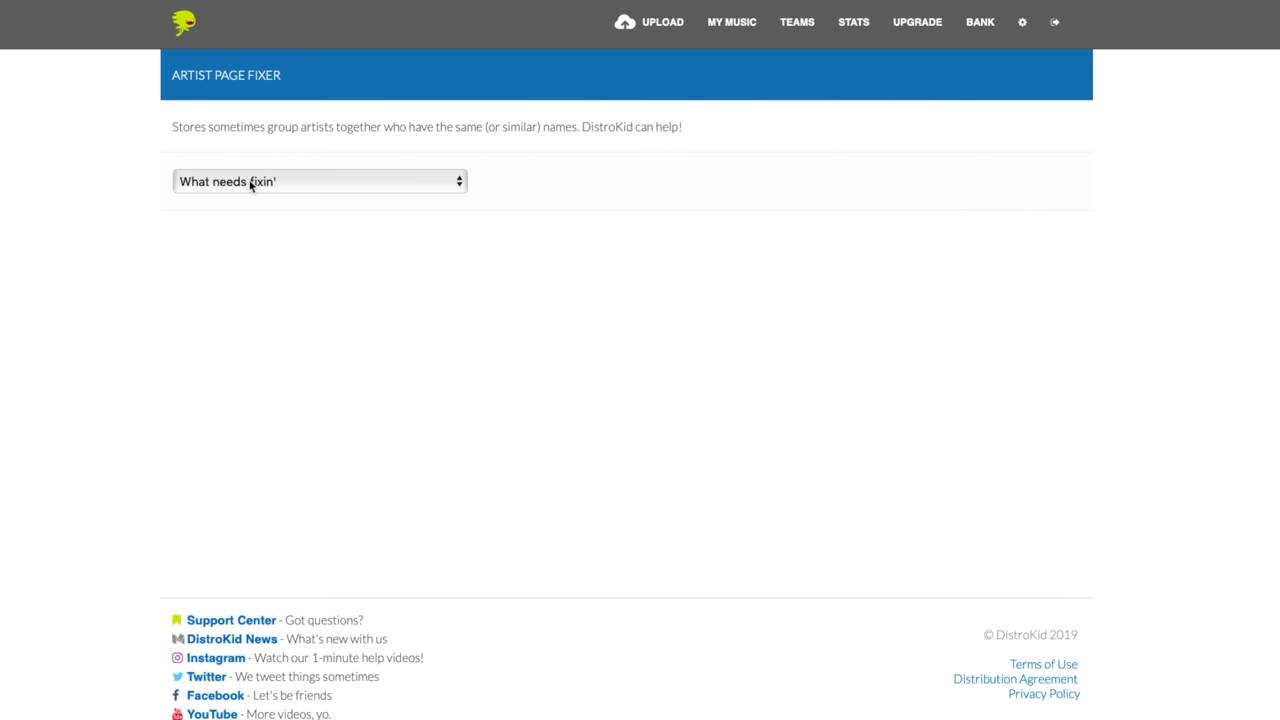 UPLOAD MY MUSIC TEAMS STATS UPGRADE BANK
ARTIST PAGE FIXER
Stores sometimes group artists together who have the same (or similar) names. DistroKid can help!
What needs fixin'
Support Center - Got questions?
DistroKid News - What's new with us
Instagram - Watch our 1-minute help videos!
Twitter - We tweet things sometimes
Facebook - Let's be friends
YouTube - More videos, yo.
© DistroKid 2019
Terms of Use
Distribution Agreement
Privacy Policy